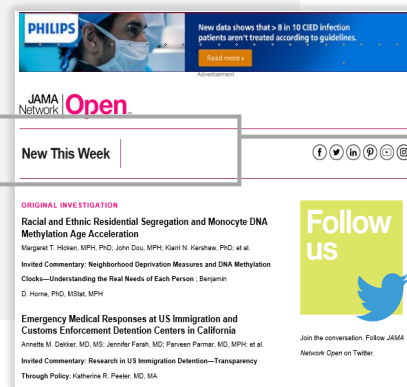 PHILIPS
New data shows that > 8 in 10 CIED infection
patients aren't treated according to guidelines.
Read more ›
Advertisement
JAMA
Network
Open™
New This Week
ORIGINAL INVESTIGATION
Racial and Ethnic Residential Segregation and Monocyte DNA
Methylation Age Acceleration
Margaret T. Hicken, MPH, PhD; John Dou, MPH; Kiarri N. Kershaw, PhD; et al.
Invited Commentary: Neighborhood Deprivation Measures and DNA Methylation
Clocks—Understanding the Real Needs of Each Person ; Benjamin
D. Horne, PhD, MStat, MPH
Emergency Medical Responses at US Immigration and
Customs Enforcement Detention Centers in California
Annette M. Dekker, MD, MS; Jennifer Farah, MD; Parveen Parmar, MD, MPH; et al.
Invited Commentary: Research in US Immigration Detention—Transparency
Through Policy; Katherine R. Peeler, MD, MA
Follow
us
Join the conversation. Follow JAMA
Network Open on Twitter.